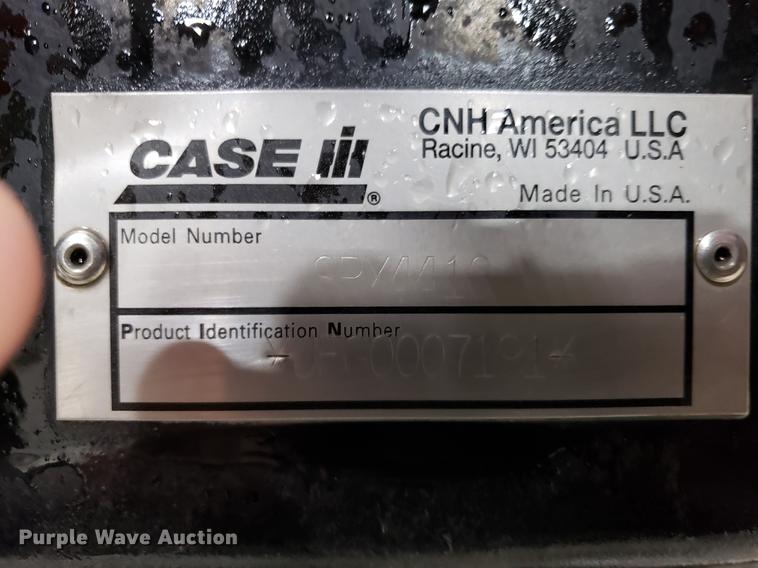 CASE IH ®
CNH America LLC
Racine, WI 53404 U.S.A
Made In U.S.A.
Model Number
Product Identification Number
Purple Wave Auction